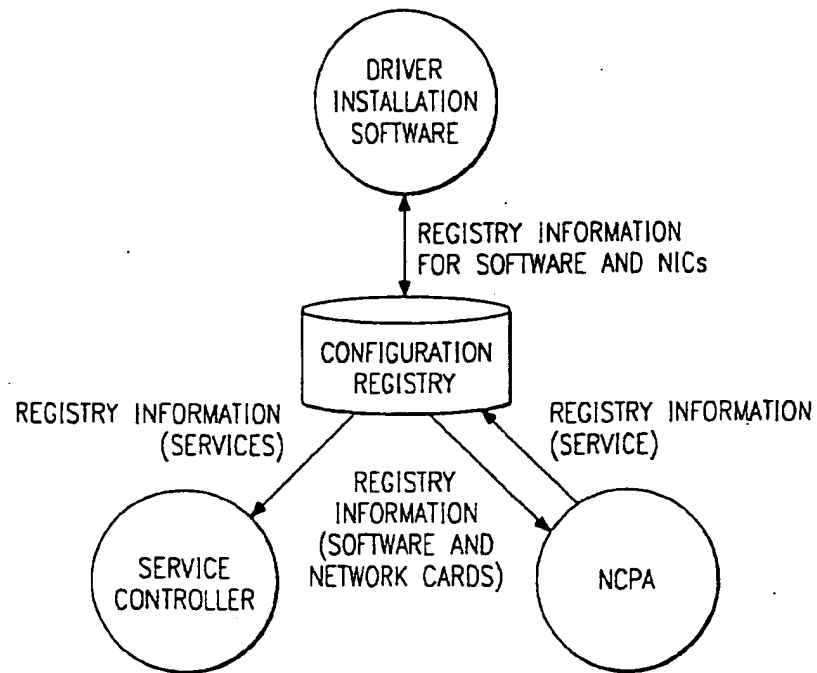 DRIVER
INSTALLATION
SOFTWARE
REGISTRY INFORMATION
FOR SOFTWARE AND NICs
CONFIGURATION
REGISTRY
REGISTRY INFORMATION
(SERVICES)
REGISTRY INFORMATION
(SERVICE)
REGISTRY
INFORMATION
(SOFTWARE AND
NETWORK CARDS)
SERVICE
CONTROLLER
NCPA